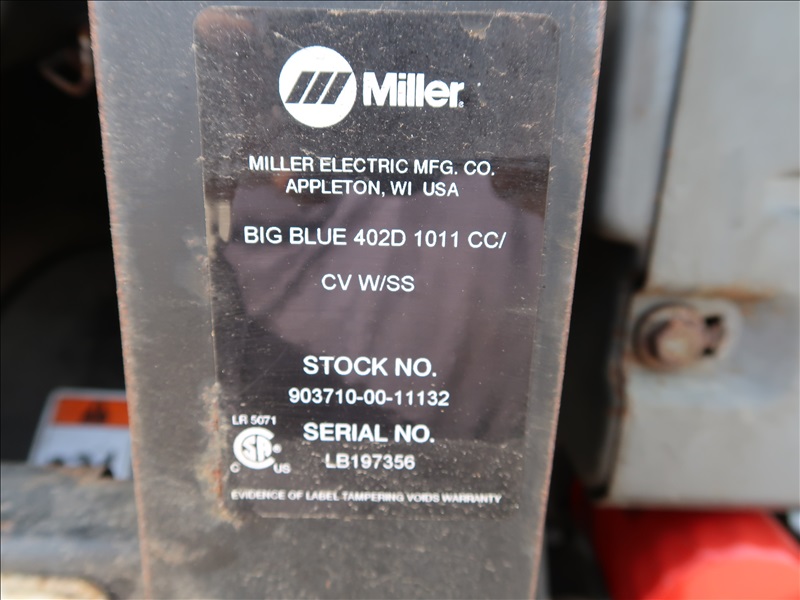 Miller
MILLER ELECTRIC MFG. CO.
APPLETON, WI USA
BIG BLUE 402D 1011 CC/
CV W/SS
STOCK NO.
903710-00-11132
LR 5071
SERIAL NO.
C US
LB197356
EVIDENCE OF LABEL TAMPERING VOIDS WARRANTY